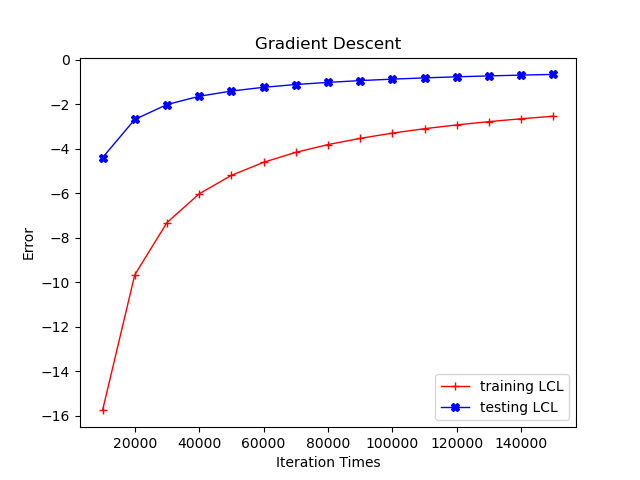 Gradient Descent
0
−2
−4
−6
−8
−10
−12
−14
−16
Error
training LCL
testing LCL
20000 40000 60000 80000 100000 120000 140000
Iteration Times